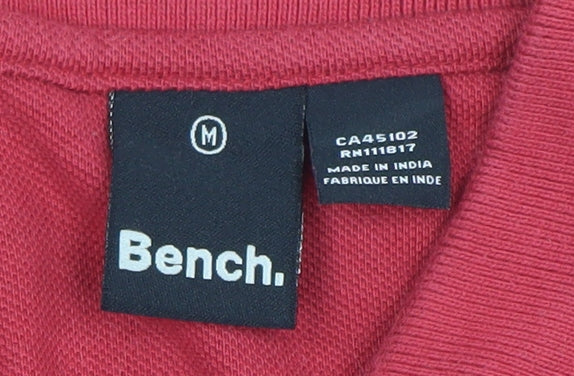 M
Bench.
CA45102
RN111817
MADE IN INDIA
FABRIQUE EN INDE